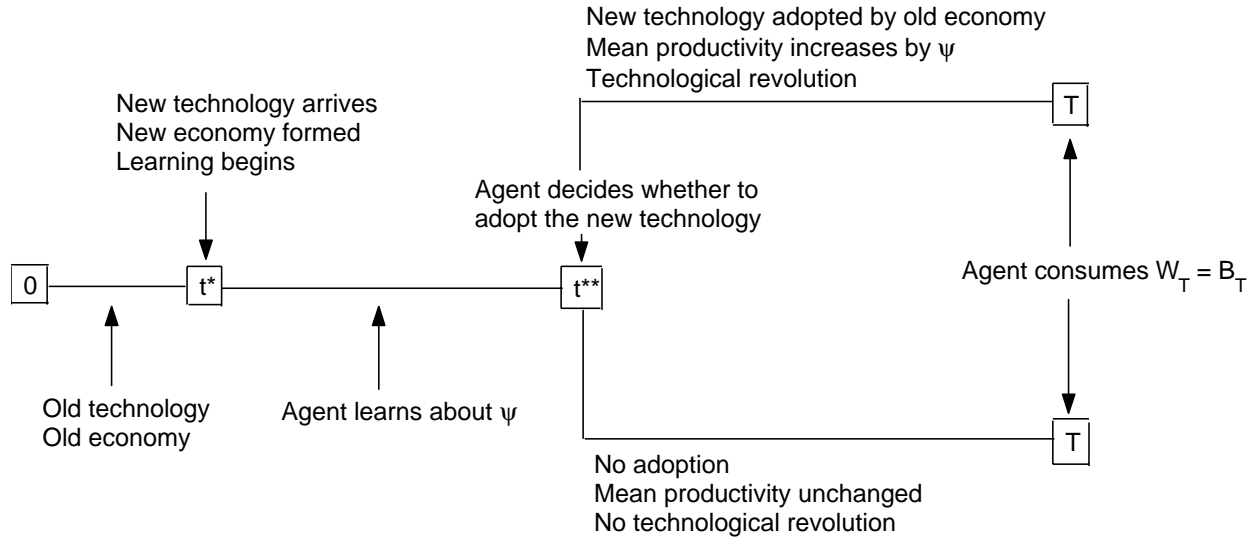 New technology adopted by old economy
Mean productivity increases by ψ
Technological revolution
New technology arrives
New economy formed
Learning begins
T
Agent decides whether to
adopt the new technology
0
t*
t**
Agent consumes W_T = B_T
Old technology
Old economy
Agent learns about ψ
T
No adoption
Mean productivity unchanged
No technological revolution